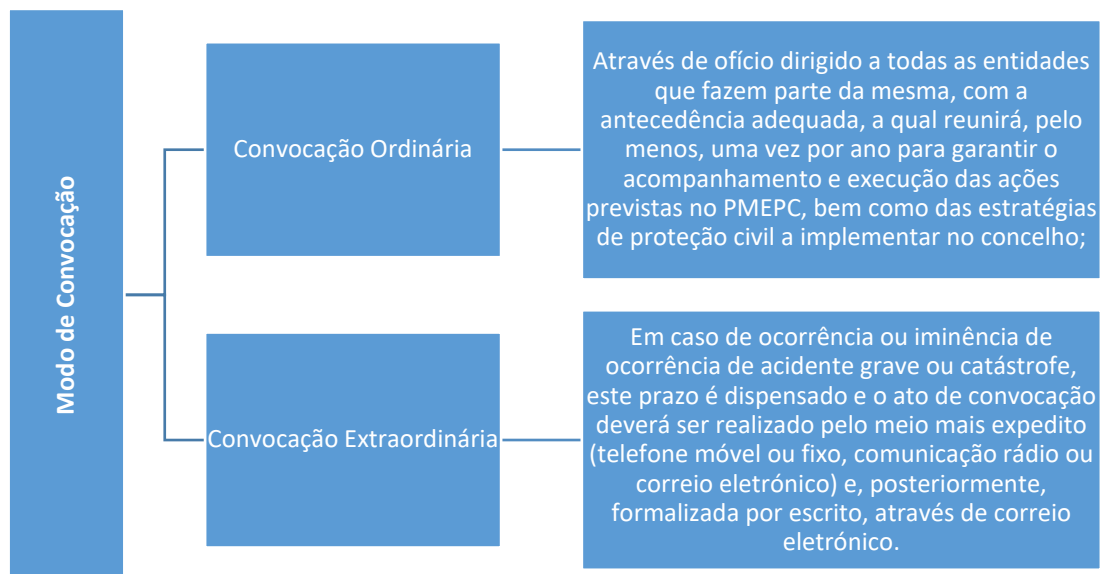 Modo de Convocação
Convocação Ordinária
Através de ofício dirigido a todas as entidades
que fazem parte da mesma, com a
antecedência adequada, a qual reunirá, pelo
menos, uma vez por ano para garantir o
acompanhamento e execução das ações
previstas no PMEPC, bem como das estratégias
de proteção civil a implementar no concelho;
Convocação Extraordinária
Em caso de ocorrência ou iminência de
ocorrência de acidente grave ou catástrofe,
este prazo é dispensado e o ato de convocação
deverá ser realizado pelo meio mais expedito
(telefone móvel ou fixo, comunicação rádio ou
correio eletrónico) e, posteriormente,
formalizada por escrito, através de correio
eletrónico.